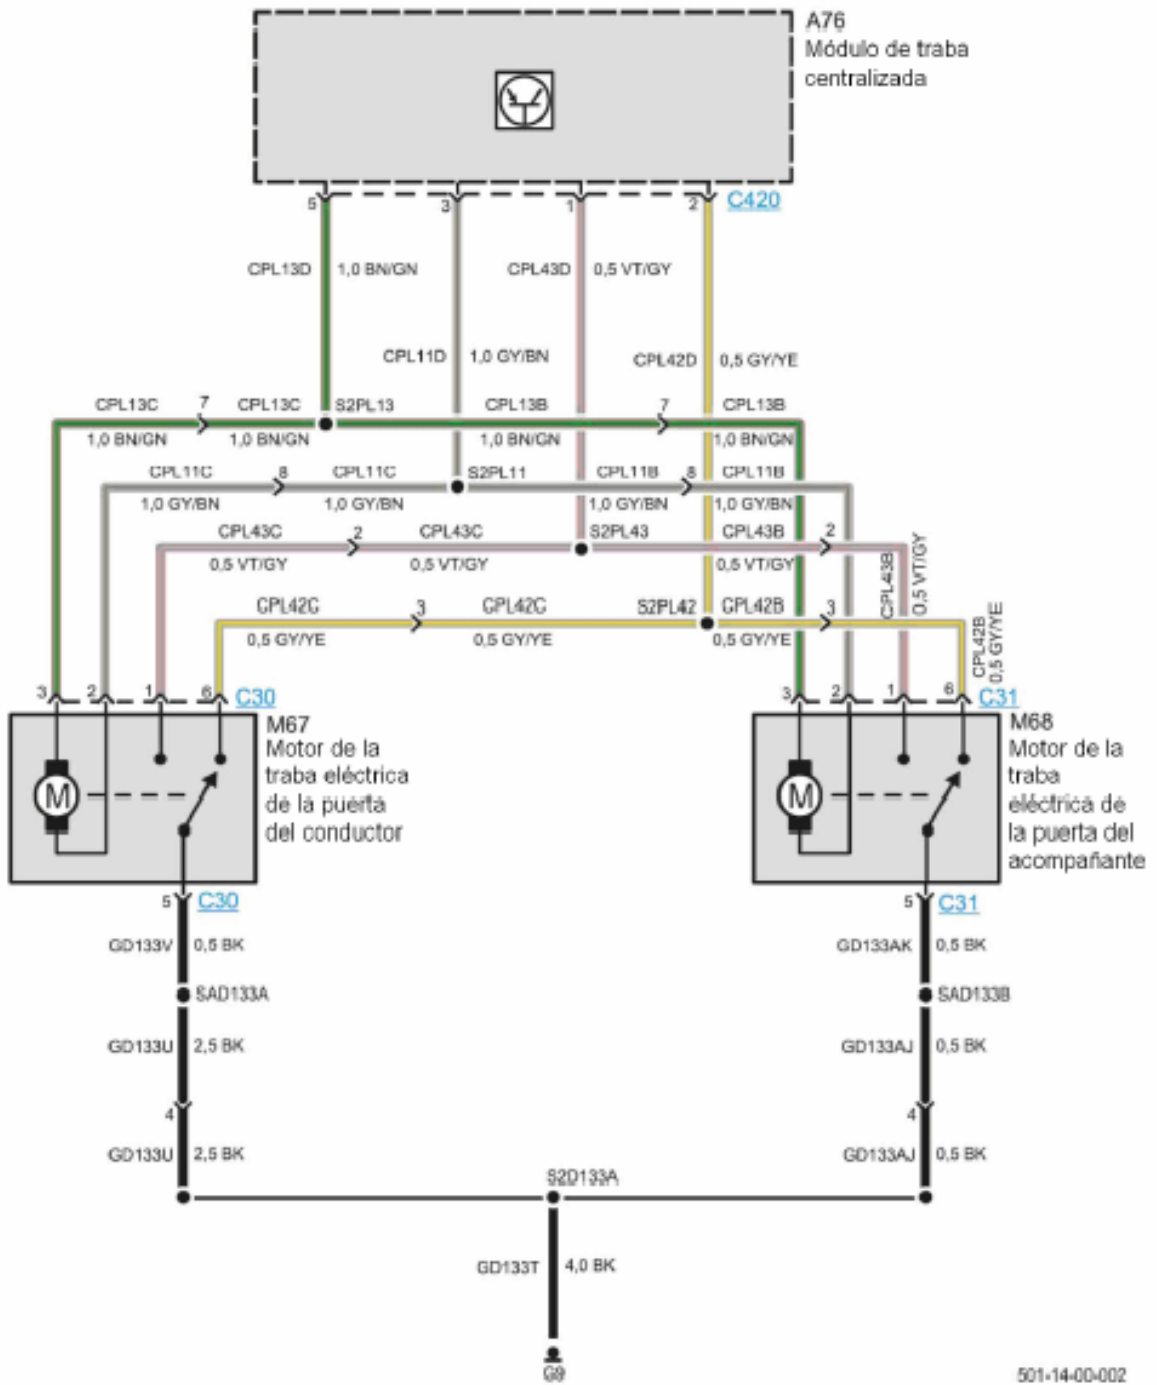 A76
Módulo de traba
centralizada
5
3
1
2
C420
CPL13D
1,0 BN/GN
CPL43D
0,5 VT/GY
CPL11D
1,0 GY/BN
CPL42D
0,5 GY/YE
CPL13C
7
CPL13C
S2PL13
CPL13B
7
CPL13B
1,0 BN/GN
1,0 BN/GN
1,0 BN/GN
1,0 BN/GN
CPL11C
8
CPL11C
S2PL11
CPL11B
8
CPL11B
1,0 GY/BN
1,0 GY/BN
1,0 GY/BN
1,0 GY/BN
CPL43C
2
CPL43C
S2PL43
CPL43B
2
0,5 VT/GY
0,5 VT/GY
0,5 VT/GY
CPL43B
0,5 VT/GY
CPL42C
3
CPL42C
S2PL42
CPL42B
3
0,5 GY/YE
0,5 GY/YE
0,5 GY/YE
CPL42B
0,5 GY/YE
3
2
1
6
C30
3
2
1
6
C31
M67
Motor de la
traba eléctrica
de la puerta
del conductor
M
M68
Motor de la
traba
eléctrica de
la puerta del
acompañante
M
5
C30
5
C31
GD133V
0,5 BK
GD133AK
0,5 BK
SAD133A
SAD133B
GD133U
2,5 BK
GD133AJ
0,5 BK
4
4
GD133U
2,5 BK
GD133AJ
0,5 BK
S2D133A
GD133T
4,0 BK
G9
501-14-00-002